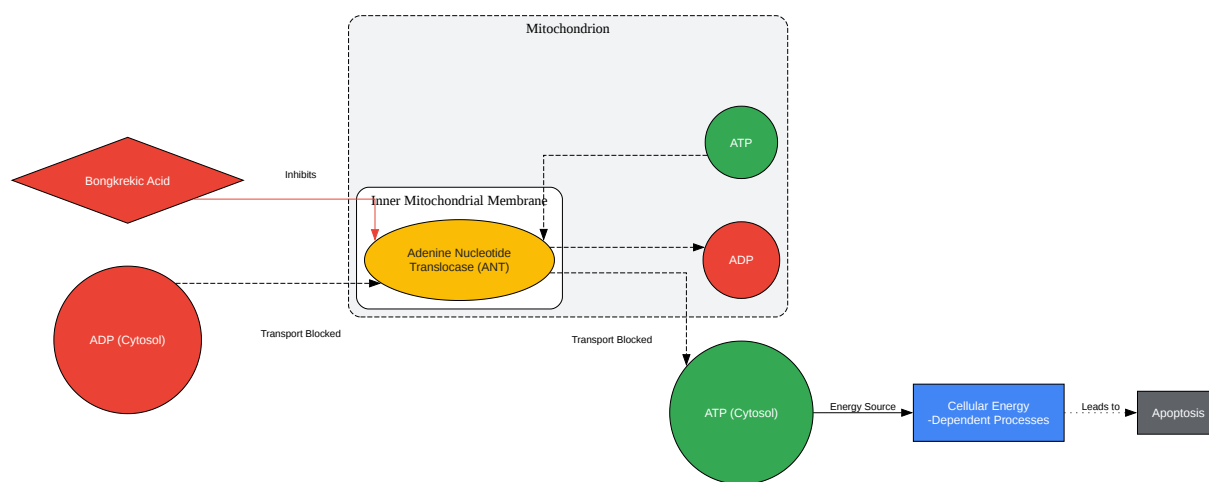 Mitochondrion
ATP
Bongkrekic Acid
Inhibits
Inner Mitochondrial Membrane
Adenine Nucleotide
Translocase (ANT)
ADP
ADP (Cytosol)
Transport Blocked
Transport Blocked
ATP (Cytosol)
Energy Source
Cellular Energy
-Dependent Processes
Leads to
Apoptosis